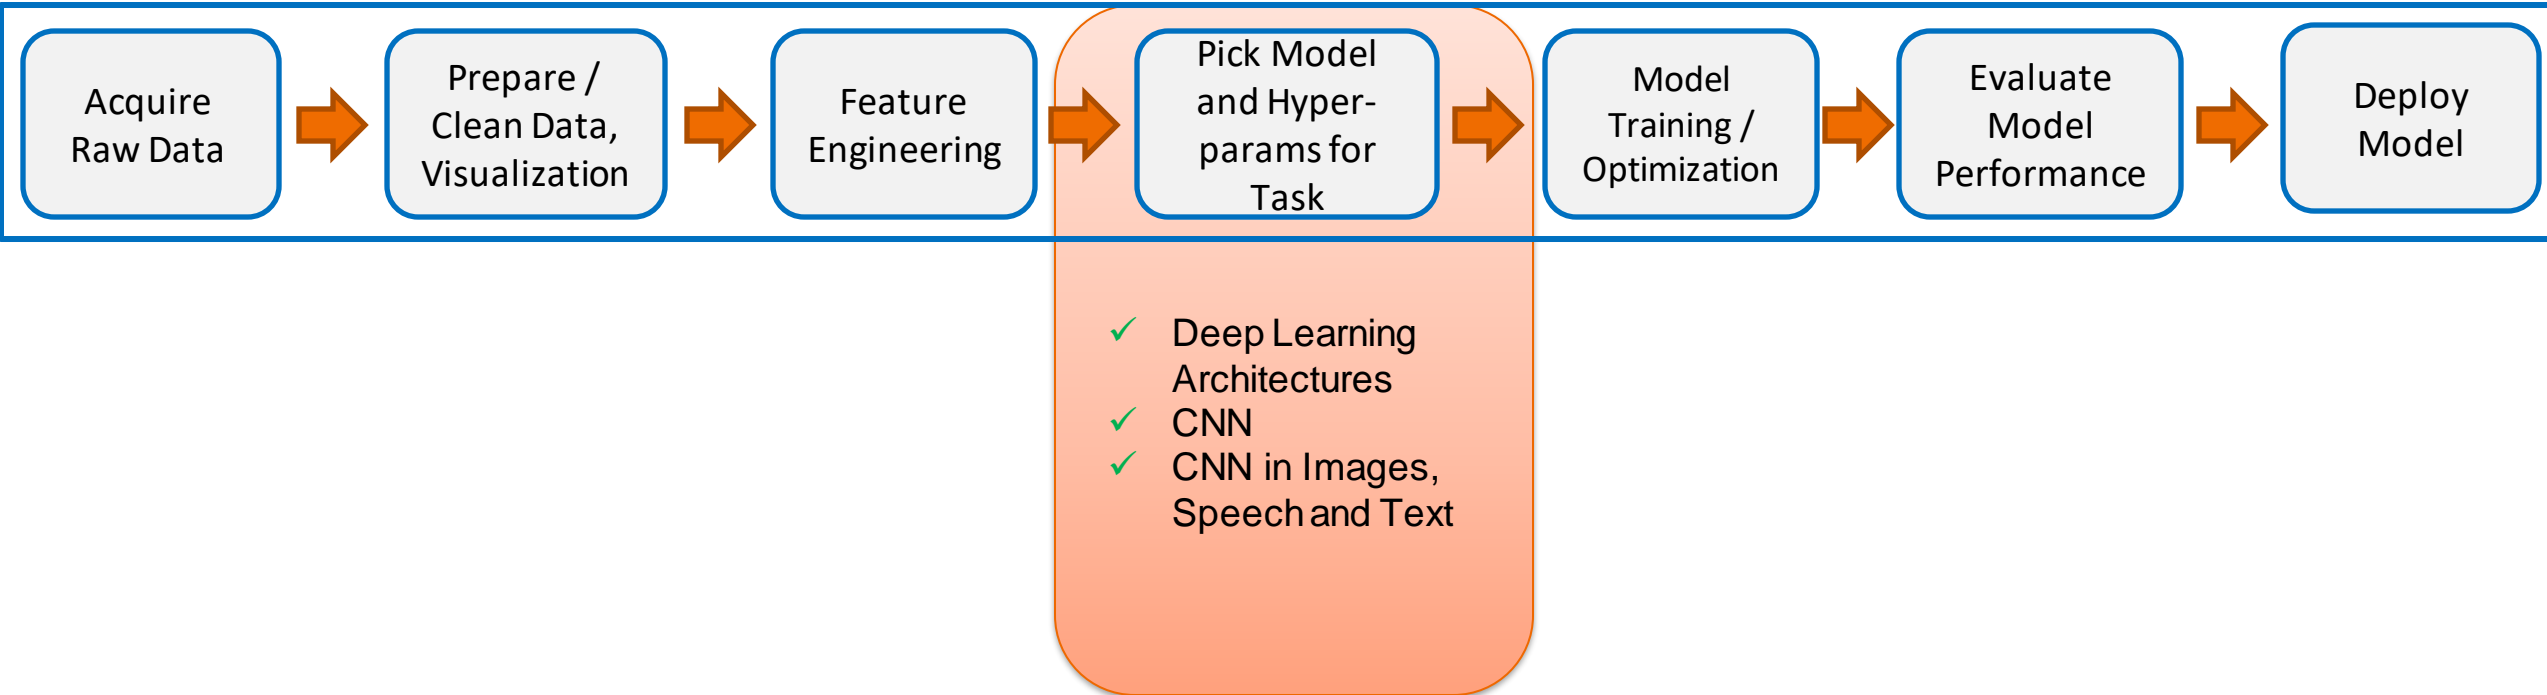 Acquire
Raw Data
Prepare /
Clean Data,
Visualization
Feature
Engineering
Pick Model
and Hyper-
params for
Task
Model
Training /
Optimization
Evaluate
Model
Performance
Deploy
Model
✓ Deep Learning
Architectures
✓ CNN
✓ CNN in Images,
Speech and Text